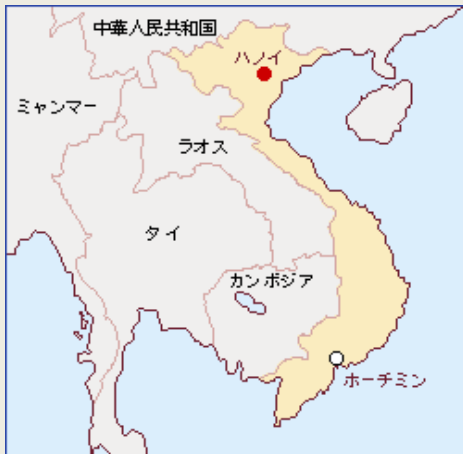 中華人民共和国
ハノイ
ミャンマー
ラオス
タイ
カンボジア
ホーチミン